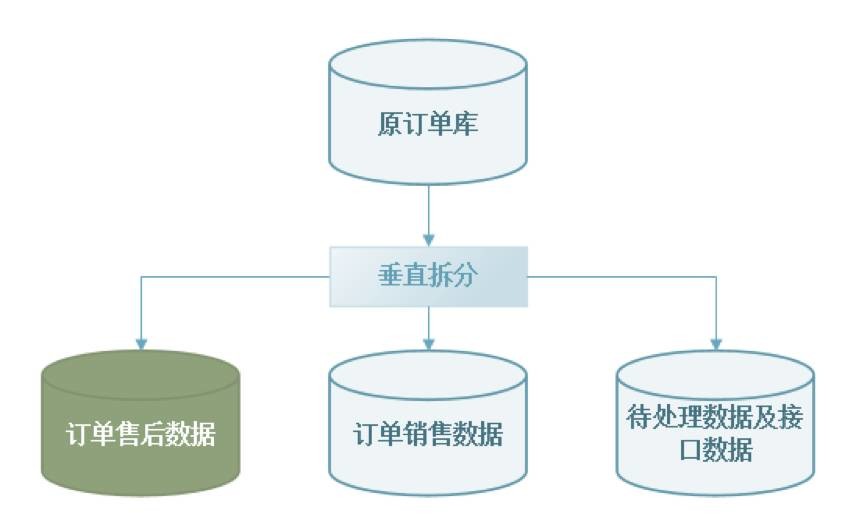 原订单库
垂直拆分
订单售后数据
订单销售数据
待处理数据及接
口数据